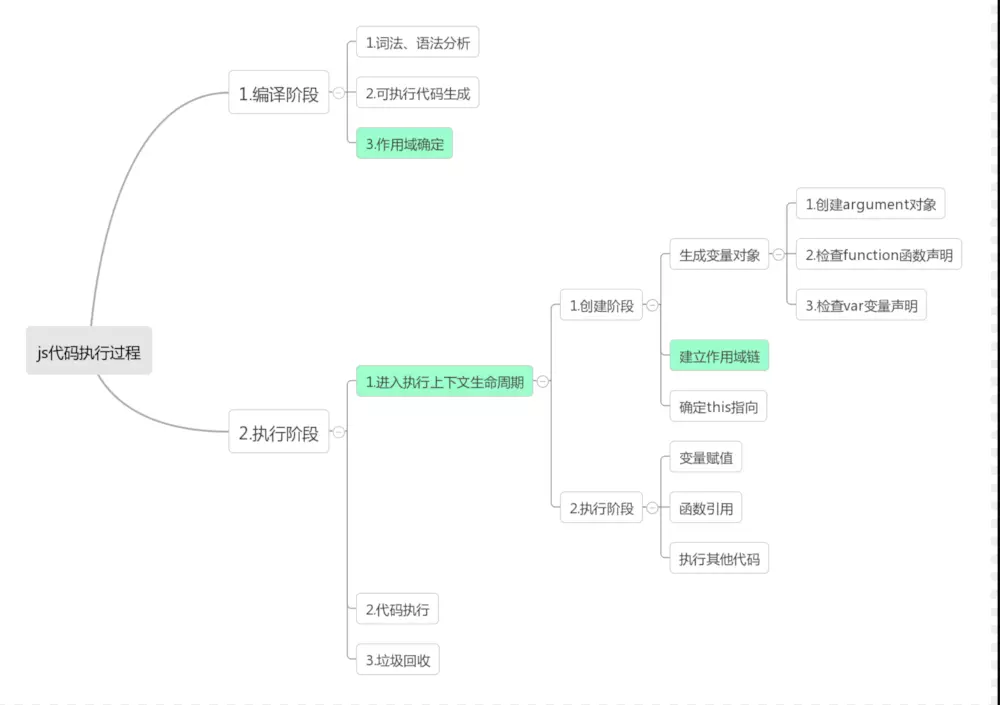 js代码执行过程
1.编译阶段
1.词法、语法分析
2.可执行代码生成
3.作用域确定
2.执行阶段
1.进入执行上下文生命周期
1.创建阶段
生成变量对象
1.创建argument对象
2.检查function函数声明
3.检查var变量声明
建立作用域链
确定this指向
2.执行阶段
变量赋值
函数引用
执行其他代码
2.代码执行
3.垃圾回收